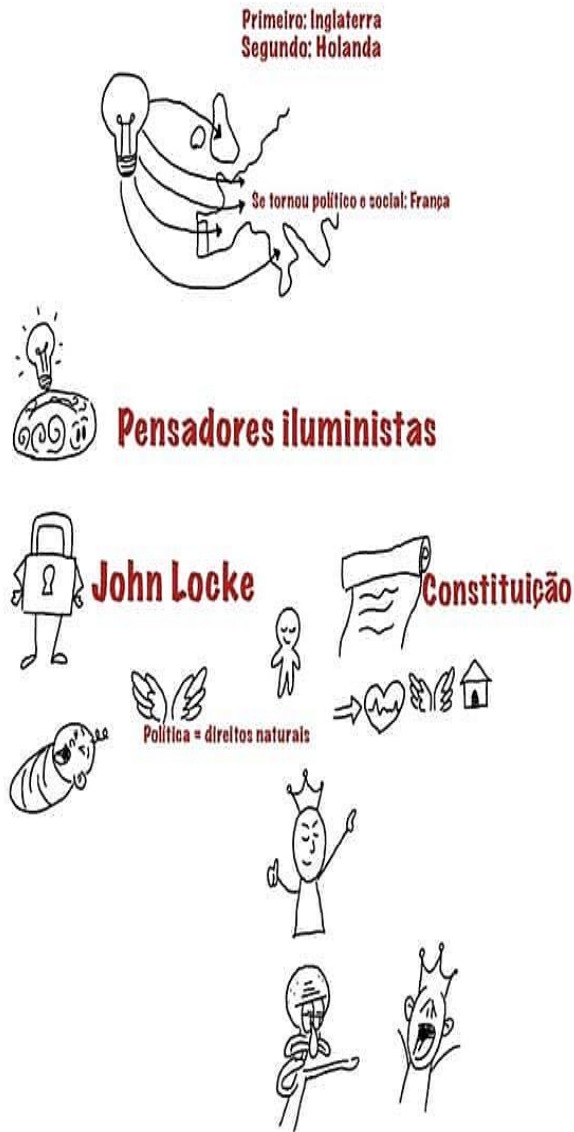 Primeiro: Inglaterra
Segundo: Holanda
Se tornou político e social: França
Pensadores iluministas
John Locke
Constituição
Política = direitos naturais